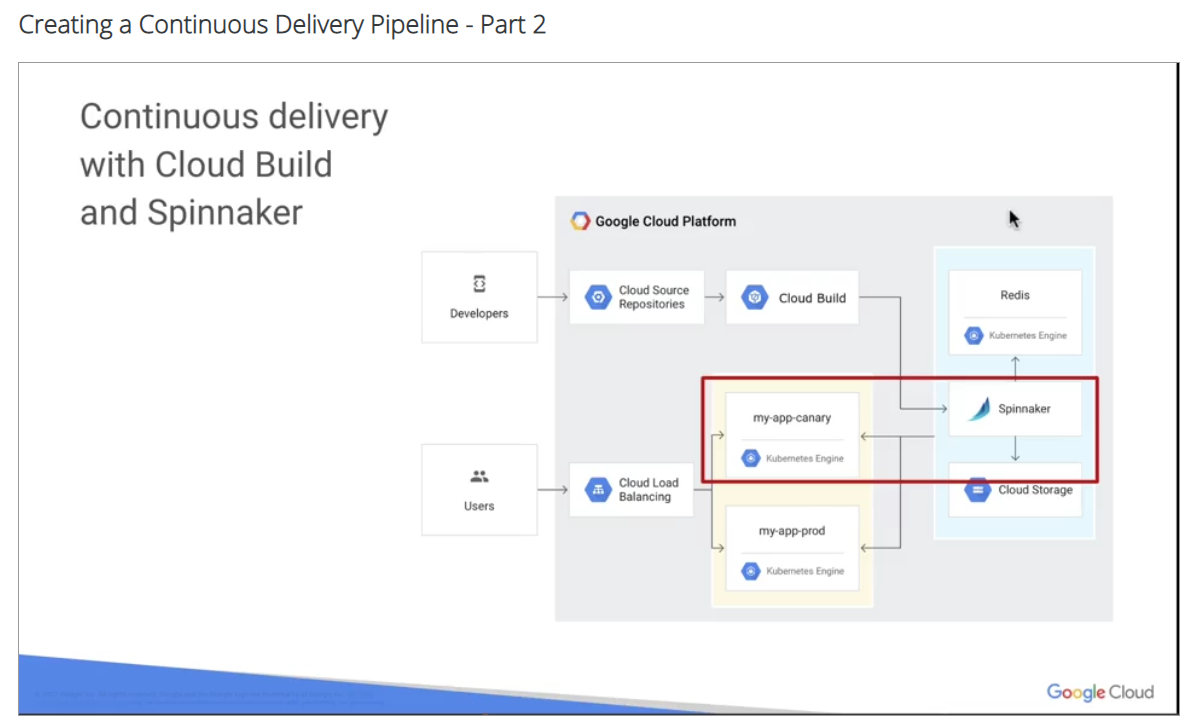 Creating a Continuous Delivery Pipeline - Part 2
Continuous delivery
with Cloud Build
and Spinnaker
Google Cloud Platform
Developers
Cloud Source
Repositories
Cloud Build
Redis
Kubernetes Engine
my-app-canary
Kubernetes Engine
Spinnaker
Users
Cloud Load
Balancing
Cloud Storage
my-app-prod
Kubernetes Engine
Google Cloud